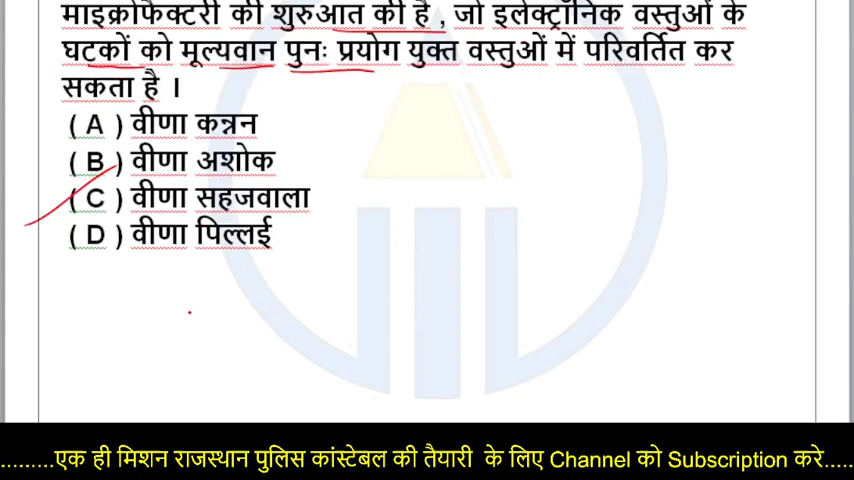 माइक्रोफैक्टरी की शुरुआत की है , जो इलेक्ट्रॉनिक वस्तुओं के
घटकों को मूल्यवान पुनः प्रयोग युक्त वस्तुओं में परिवर्तित कर
सकता है ।
( A ) वीणा कन्नन
( B ) वीणा अशोक
( C ) वीणा सहजवाला
( D ) वीणा पिल्लई
.........एक ही मिशन राजस्थान पुलिस कांस्टेबल की तैयारी के लिए Channel को Subscription करे.....